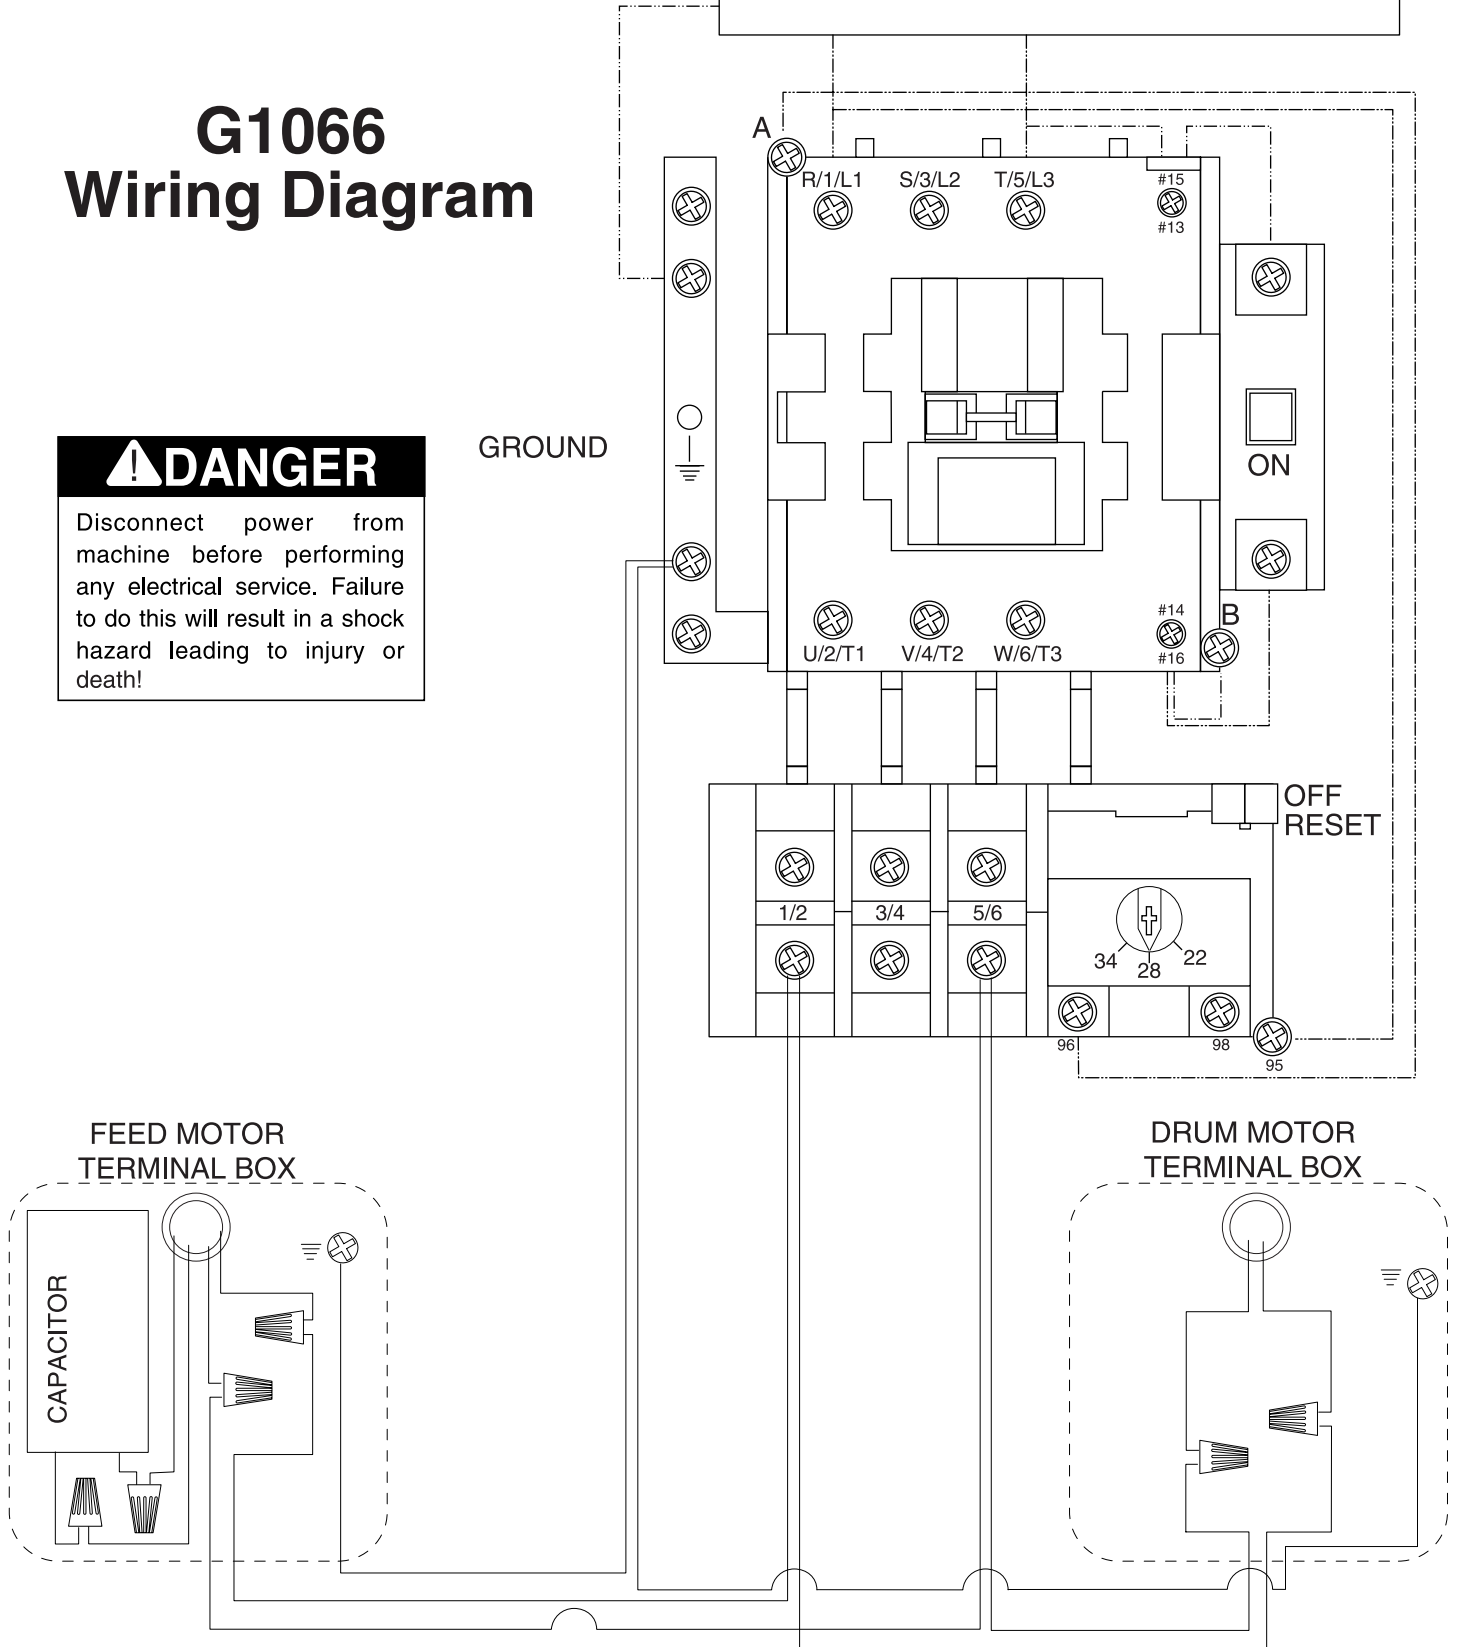 G1066
Wiring Diagram
A
R/1/L1
S/3/L2
T/5/L3
#15
#13
DANGER
Disconnect power from
machine before performing
any electrical service. Failure
to do this will result in a shock
hazard leading to injury or
death!
GROUND
ON
#14
#16
B
U/2/T1
V/4/T2
W/6/T3
OFF
RESET
1/2
3/4
5/6
34
28
22
96
98
95
FEED MOTOR
TERMINAL BOX
DRUM MOTOR
TERMINAL BOX
CAPACITOR